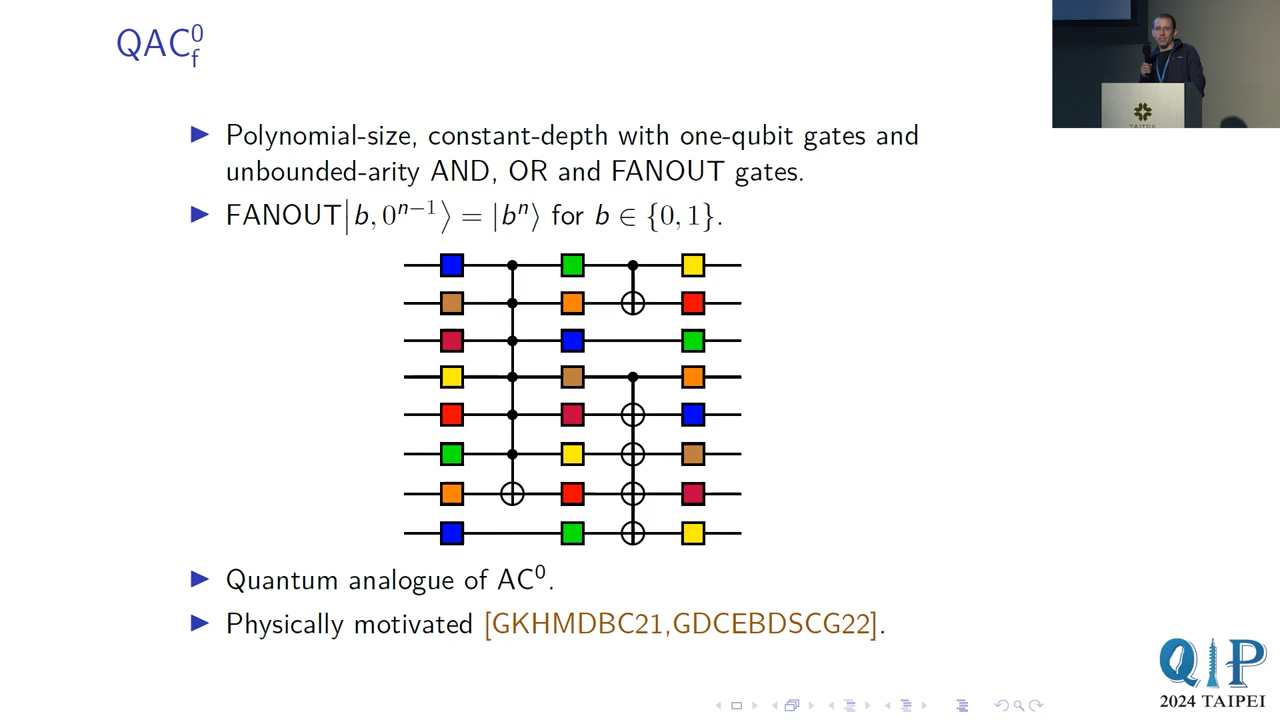 QAC⁰_f
▶ Polynomial-size, constant-depth with one-qubit gates and
unbounded-arity AND, OR and FANOUT gates.
▶ FANOUT|b, 0ⁿ⁻¹⟩ = |bⁿ⟩ for b ∈ {0, 1}.
▶ Quantum analogue of AC⁰.
▶ Physically motivated [GKHMDBC21,GDCEBDSCG22].
TAITRA
QIP
2024 TAIPEI